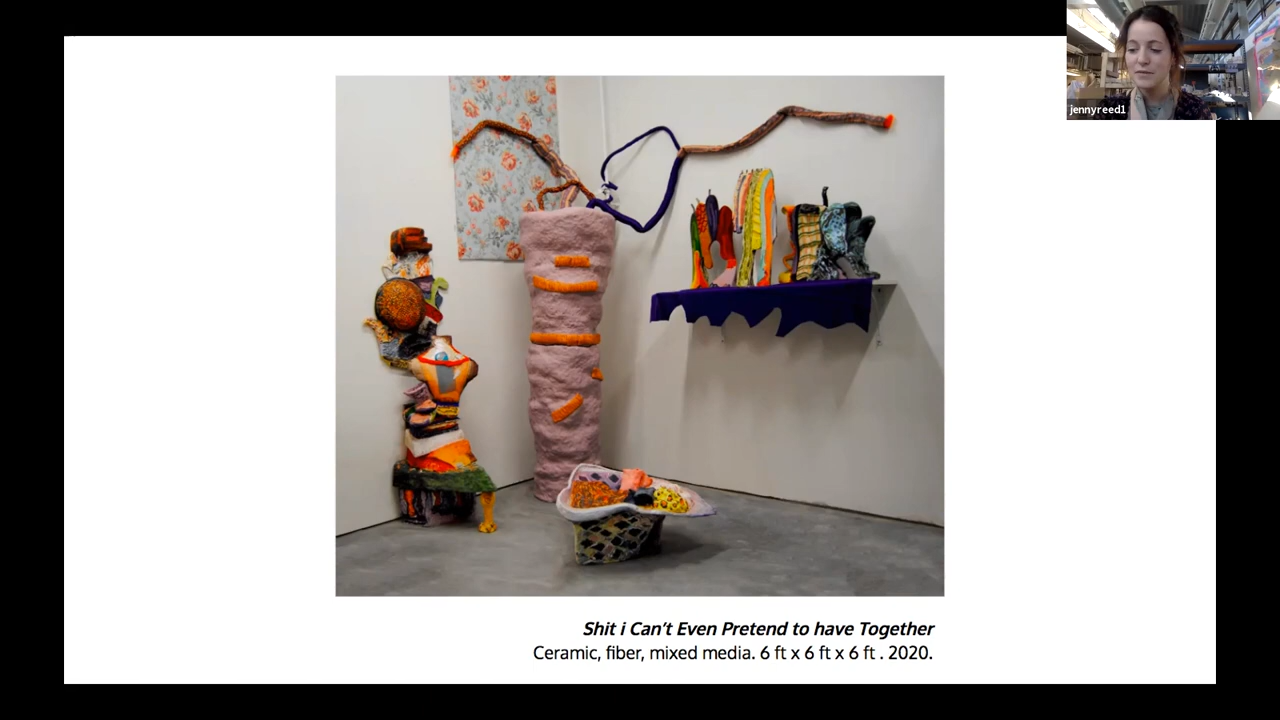 jennyreed1
Shit i Can't Even Pretend to have Together
Ceramic, fiber, mixed media. 6 ft x 6 ft x 6 ft . 2020.